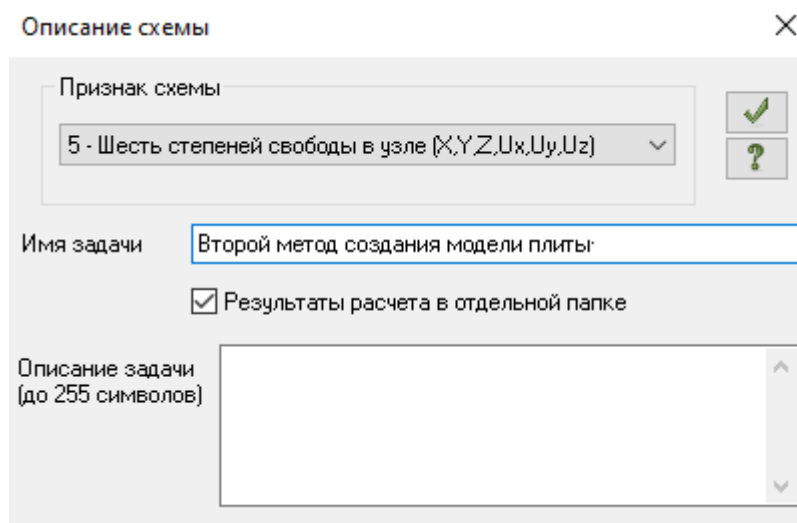 Описание схемы
Признак схемы
5 - Шесть степеней свободы в узле (X,Y,Z,Ux,Uy,Uz)
?
Имя задачи
Второй метод создания модели плиты
Результаты расчета в отдельной папке
Описание задачи
(до 255 символов)